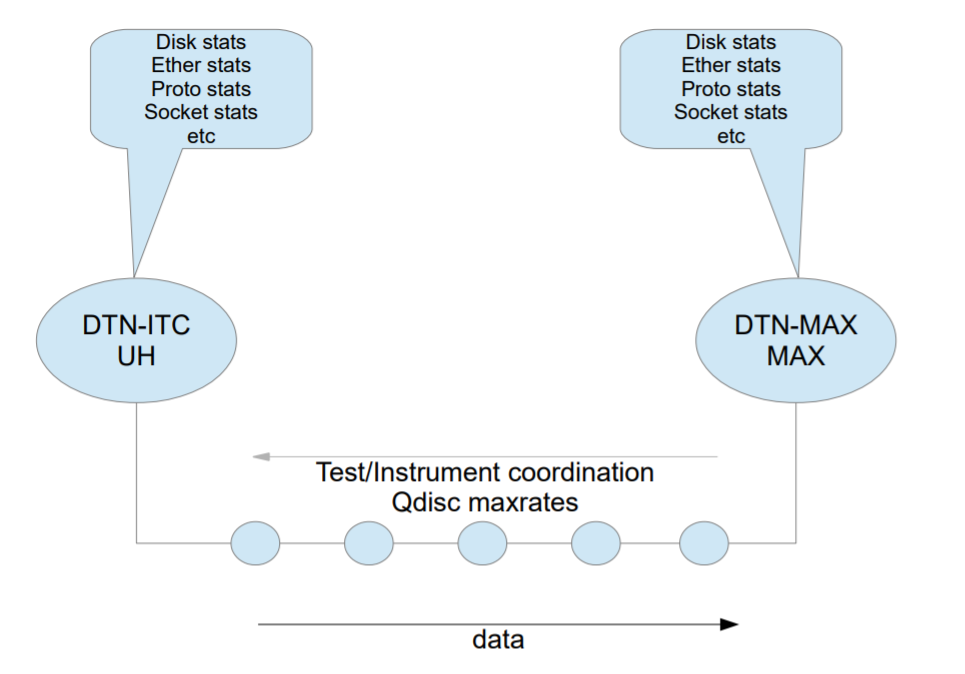 Disk stats
Ether stats
Proto stats
Socket stats
etc
Disk stats
Ether stats
Proto stats
Socket stats
etc
DTN-ITC
UH
DTN-MAX
MAX
Test/Instrument coordination
Qdisc maxrates
data